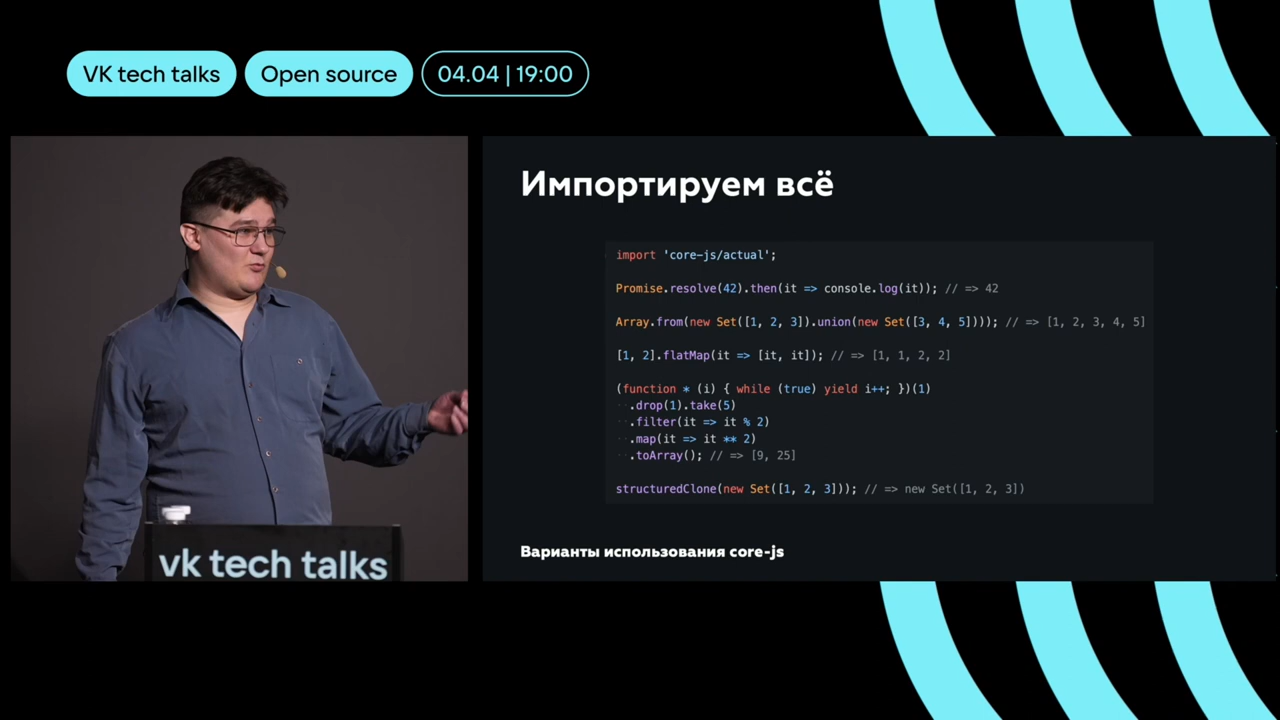 VK tech talks
Open source
04.04 | 19:00
Импортируем всё
import 'core-js/actual';
Promise.resolve(42).then(it => console.log(it)); // => 42
Array.from(new Set([1, 2, 3]).union(new Set([3, 4, 5]))); // => [1, 2, 3, 4, 5]
[1, 2].flatMap(it => [it, it]); // => [1, 1, 2, 2]
(function * (i) { while (true) yield i++; })(1)
.drop(1).take(5)
.filter(it => it % 2)
.map(it => it ** 2)
.toArray(); // => [9, 25]
structuredClone(new Set([1, 2, 3])); // => new Set([1, 2, 3])
Варианты использования core-js
vk tech talks